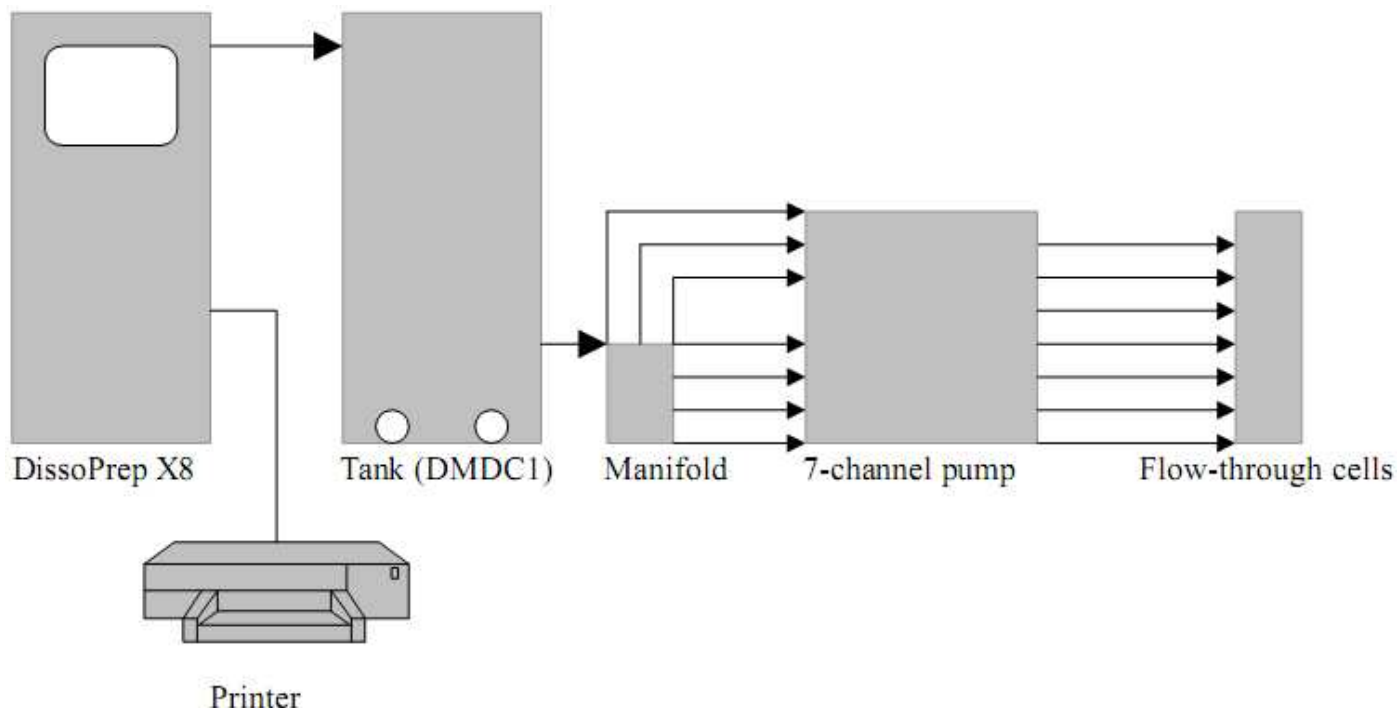 DissoPrep X8
Tank (DMDC1)
Manifold
7-channel pump
Flow-through cells
Printer